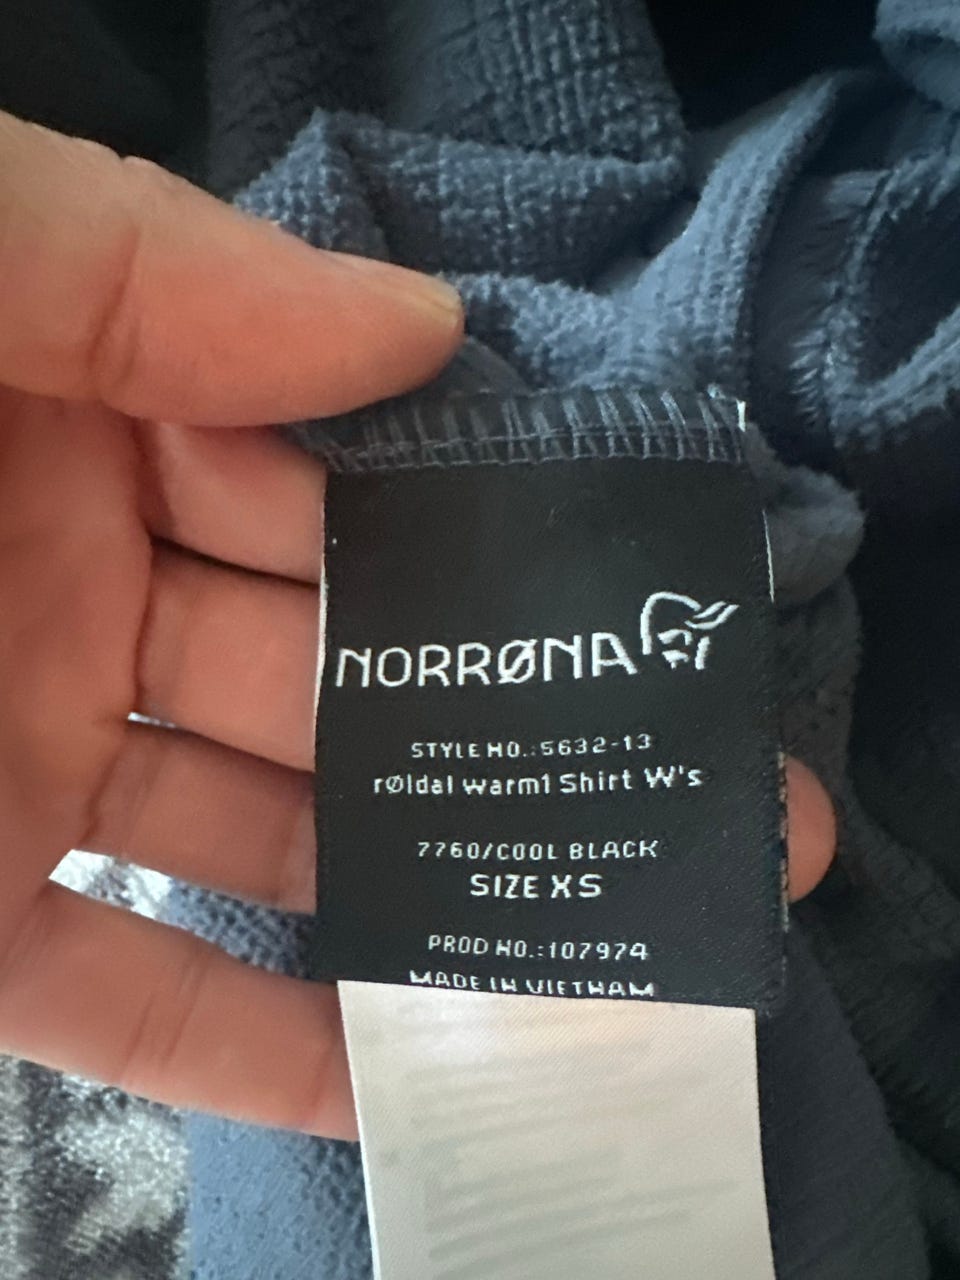 NORRØNA
STYLE NO.:5632-13
rØldal warm1 Shirt W's
7760/COOL BLACK
SIZE XS
PROD NO.:107974
MADE IN VIETNAM